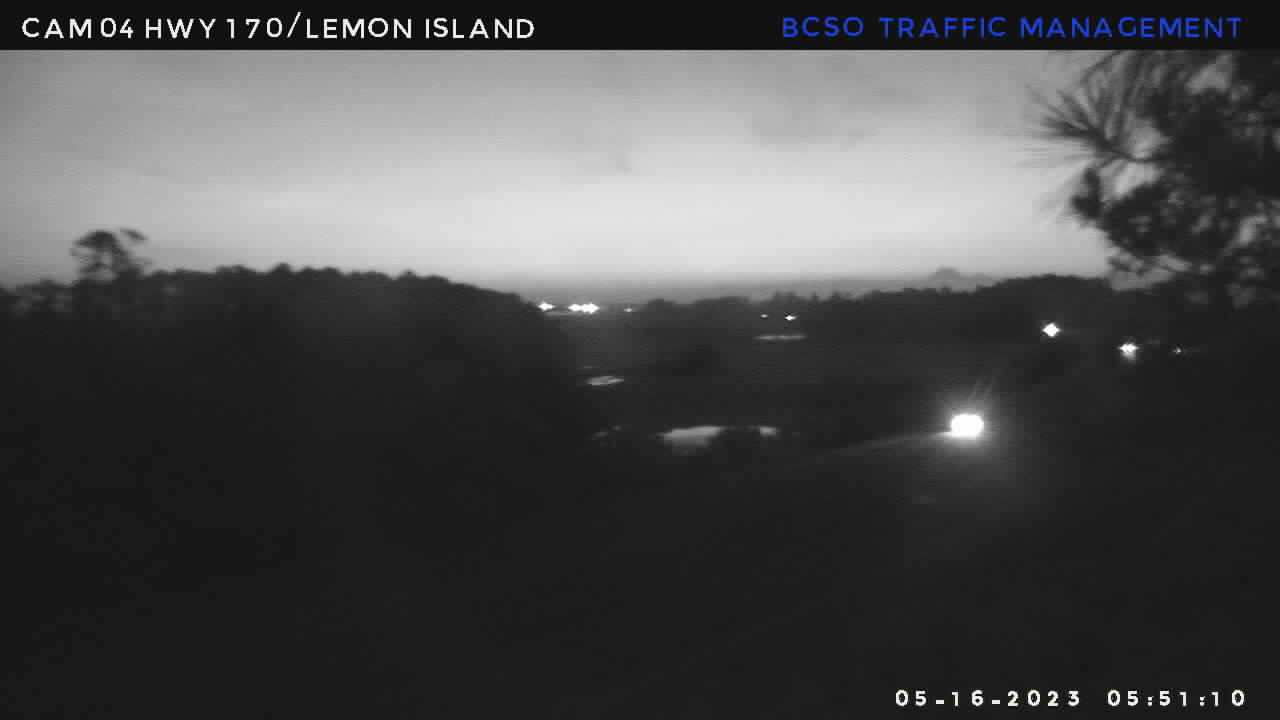 CAM04 HWY 170/LEMON ISLAND
BCSO TRAFFIC MANAGEMENT
05-16-2023 05:51:10